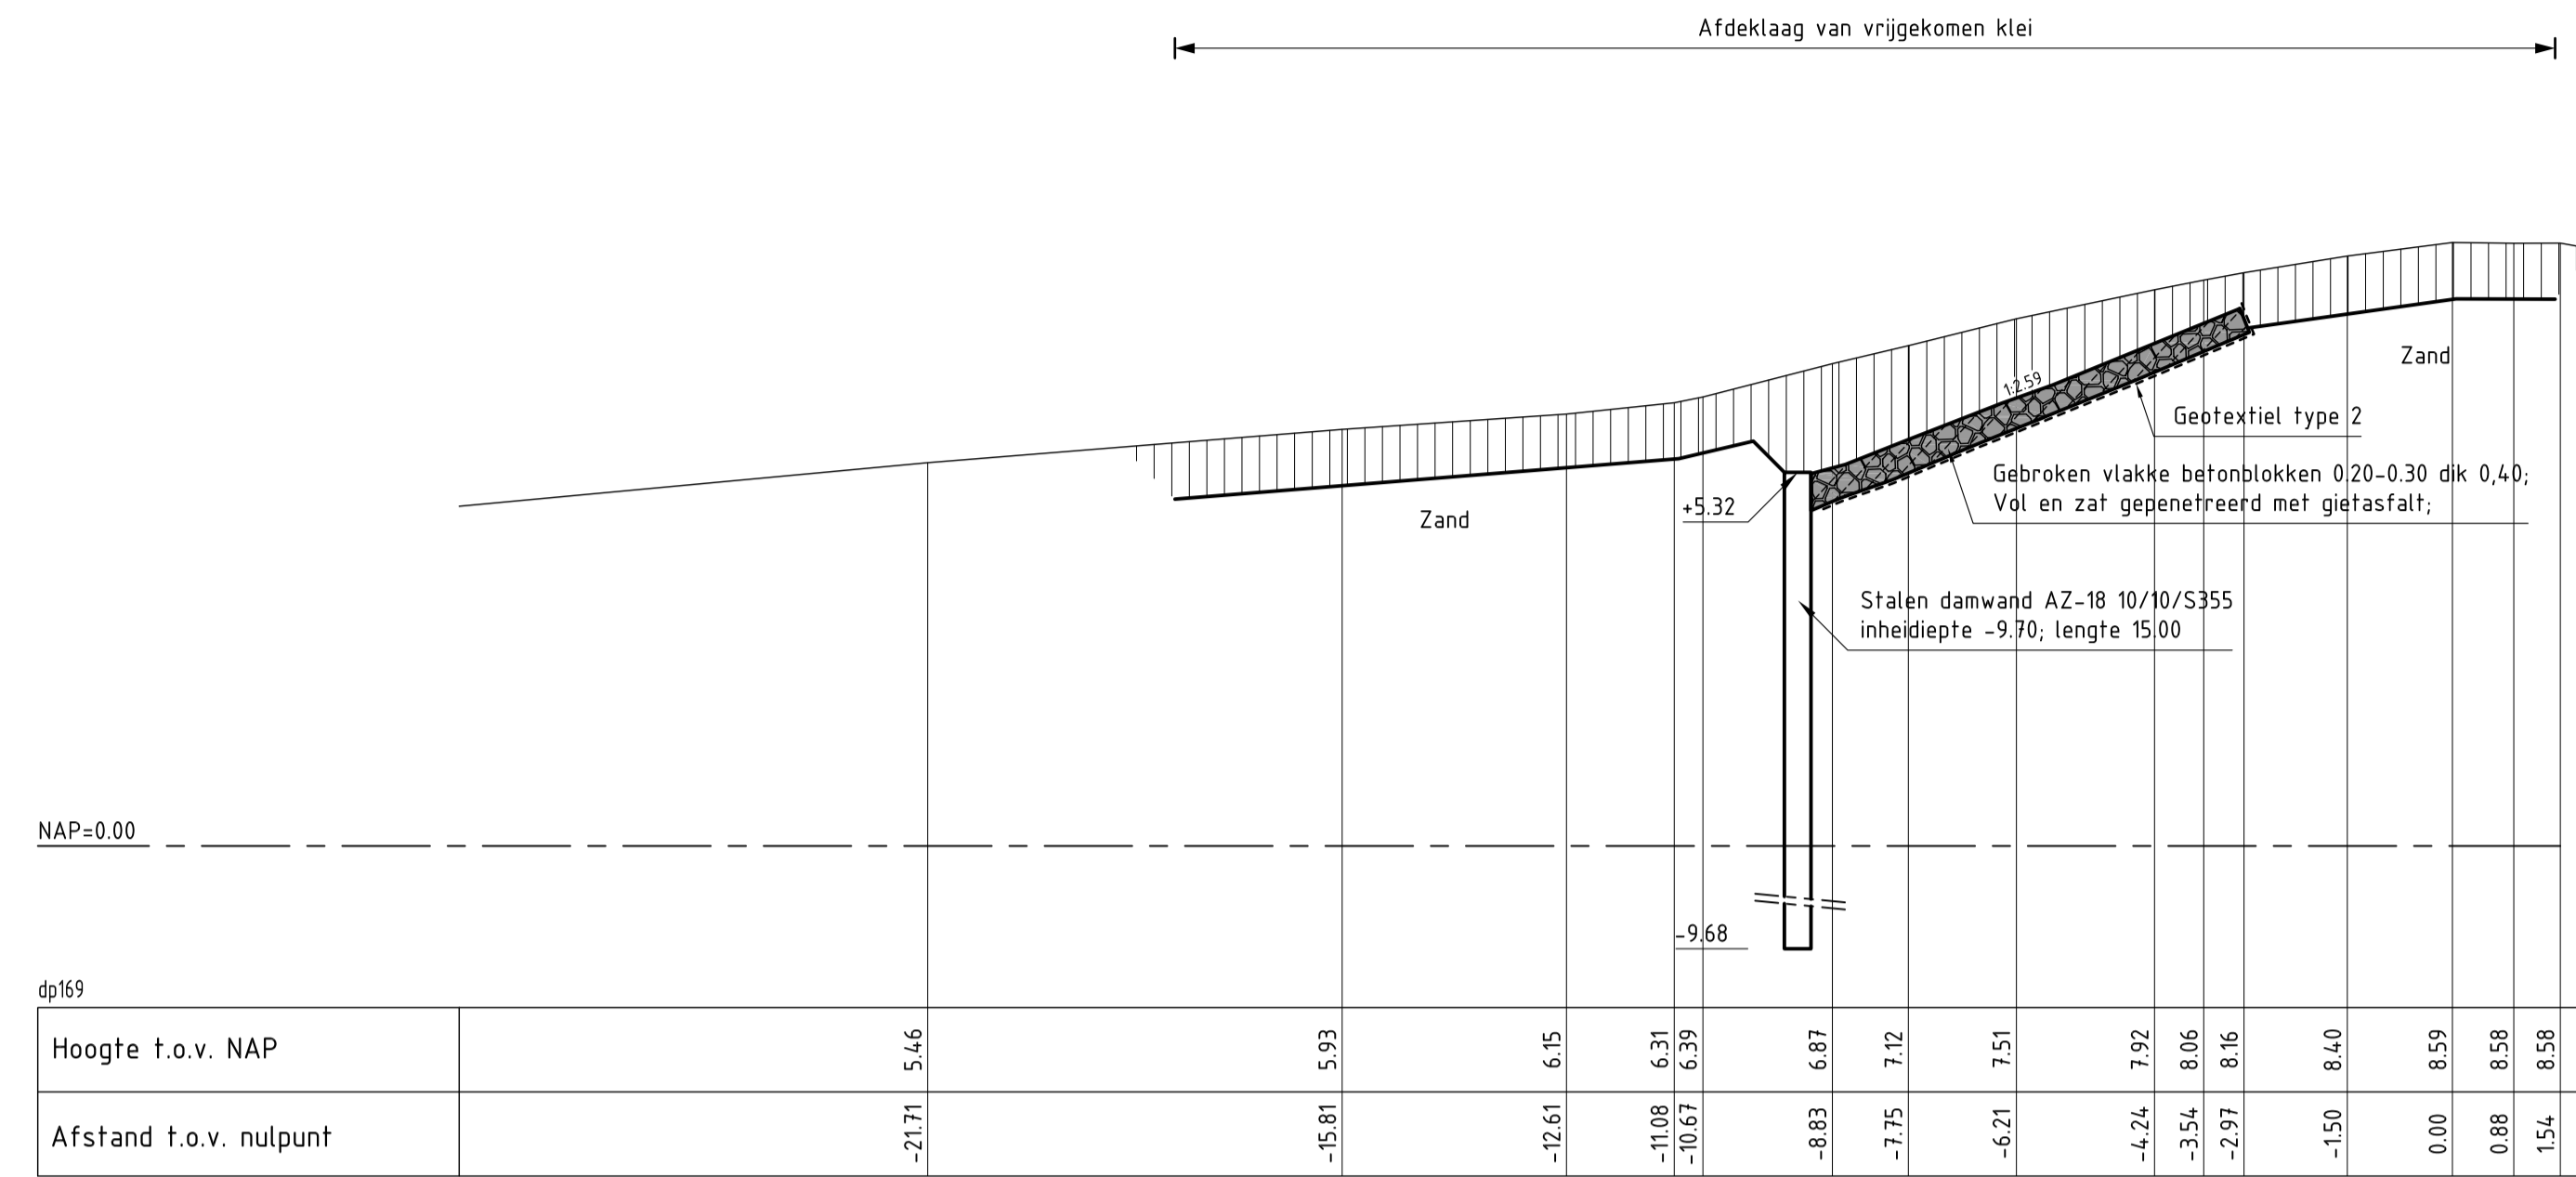 Afdeklaag van vrijgekomen klei
1:2.59
Zand
Geotextiel type 2
Gebroken vlakke betonblokken 0.20-0.30 dik 0,40;
Vol en zat gepenetreerd met gietasfalt;
+5.32
Zand
Stalen damwand AZ-18 10/10/S355
inheidiepte -9.70; lengte 15.00
NAP=0.00
-9.68
dp169
Hoogte t.o.v. NAP 5.46 5.93 6.15 6.31 6.39 6.87 7.12 7.51 7.92 8.06 8.16 8.40 8.59 8.58 8.58
Afstand t.o.v. nulpunt -21.71 -15.81 -12.61 -11.08 -10.67 -8.83 -7.75 -6.21 -4.24 -3.54 -2.97 -1.50 0.00 0.88 1.54